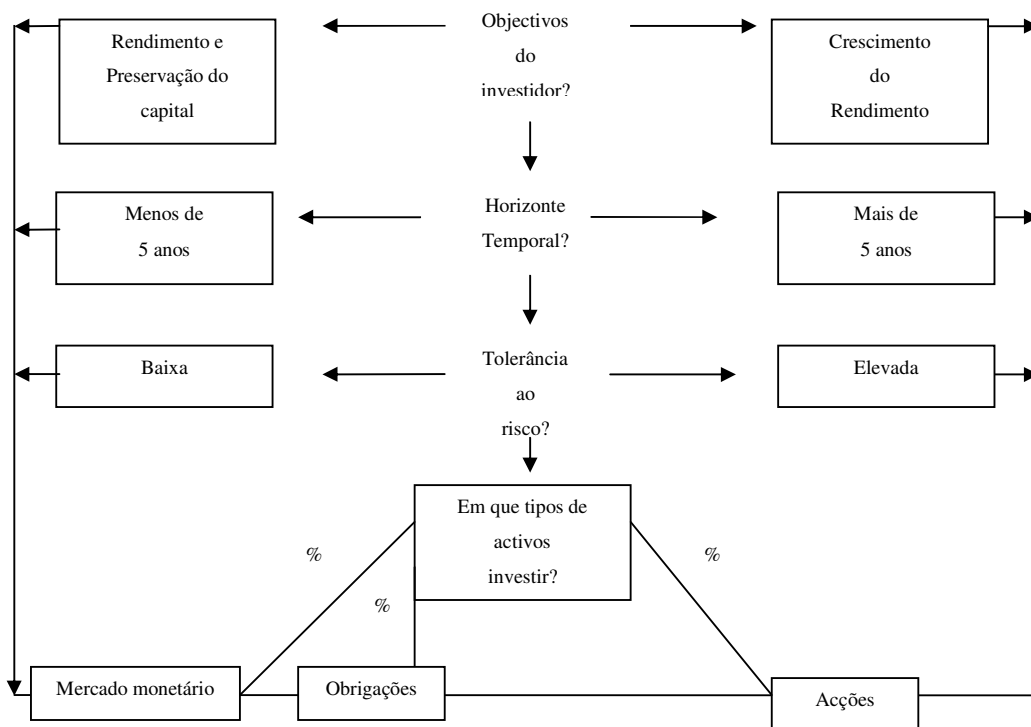 Rendimento e
Preservação do
capital
Objectivos
do
investidor?
Crescimento
do
Rendimento
Menos de
5 anos
Horizonte
Temporal?
Mais de
5 anos
Baixa
Tolerância
ao
risco?
Elevada
Em que tipos de
activos
investir?
%
%
%
Mercado monetário
Obrigações
Acções